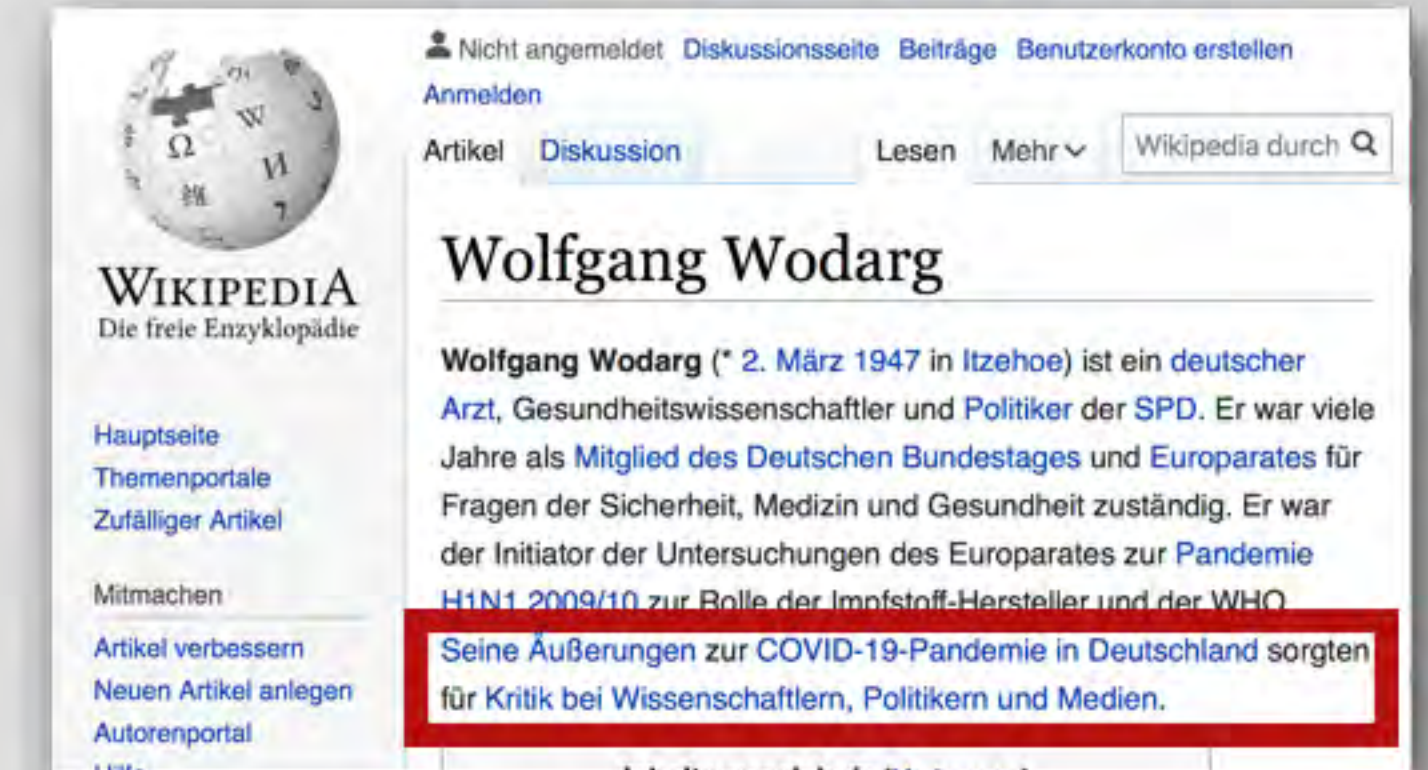 Nicht angemeldet Diskussionsseite Beiträge Benutzerkonto erstellen
Anmelden
Artikel Diskussion Lesen Mehr Wikipedia durch
WIKIPEDIA
Die freie Enzyklopädie
Hauptseite
Themenportale
Zufälliger Artikel
Mitmachen
Artikel verbessern
Neuen Artikel anlegen
Autorenportal
Wolfgang Wodarg
Wolfgang Wodarg (* 2. März 1947 in Itzehoe) ist ein deutscher
Arzt, Gesundheitswissenschaftler und Politiker der SPD. Er war viele
Jahre als Mitglied des Deutschen Bundestages und Europarates für
Fragen der Sicherheit, Medizin und Gesundheit zuständig. Er war
der Initiator der Untersuchungen des Europarates zur Pandemie
H1N1 2009/10 zur Rolle der Impfstoff-Hersteller und der WHO
Seine Äußerungen zur COVID-19-Pandemie in Deutschland sorgten
für Kritik bei Wissenschaftlern, Politikern und Medien.